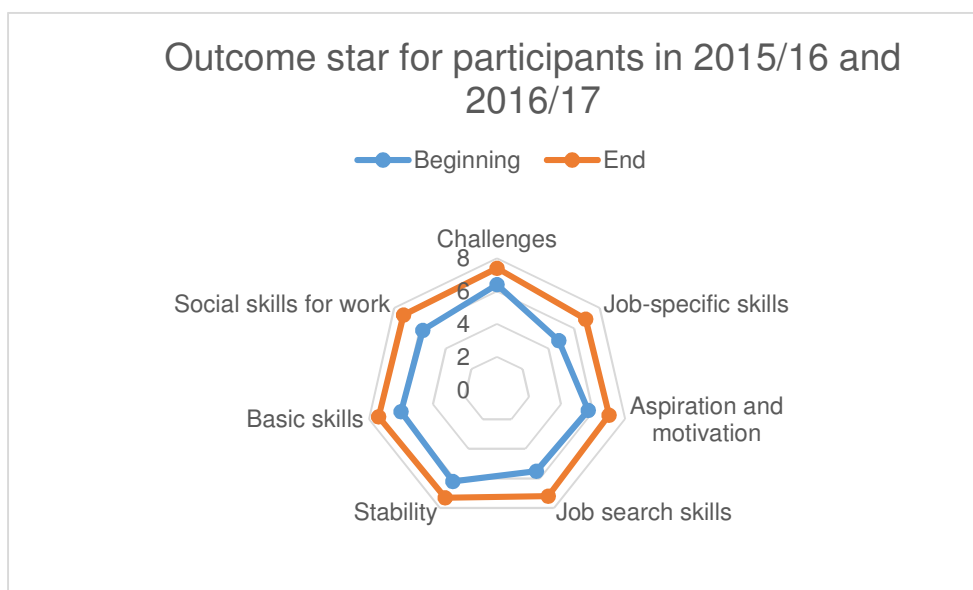 Outcome star for participants in 2015/16 and
2016/17
Beginning
End
Challenges
8
6
4
2
0
Job-specific skills
Aspiration and
motivation
Job search skills
Stability
Basic skills
Social skills for work